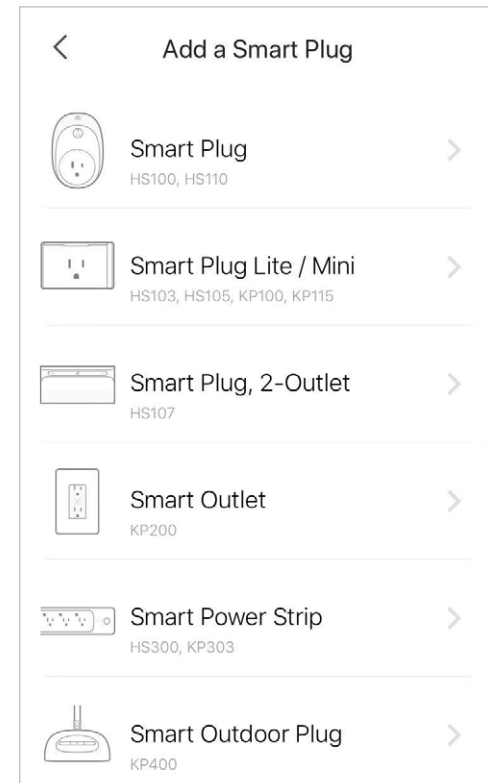 Add a Smart Plug
Smart Plug
HS100, HS110
Smart Plug Lite / Mini
HS103, HS105, KP100, KP115
Smart Plug, 2-Outlet
HS107
Smart Outlet
KP200
Smart Power Strip
HS300, KP303
Smart Outdoor Plug
KP400